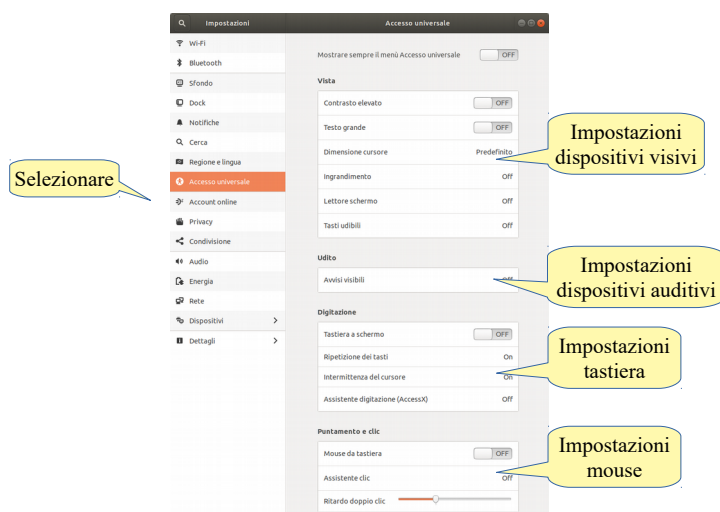 Impostazioni
Accesso universale
Wi-Fi
Bluetooth
Sfondo
Dock
Notifiche
Cerca
Regione e lingua
Accesso universale
Account online
Privacy
Condivisione
Audio
Energia
Rete
Dispositivi
Dettagli
Selezionare
Mostrare sempre il menù Accesso universale OFF
Vista
Contrasto elevato OFF
Testo grande OFF
Dimensione cursore Predefinito
Ingrandimento Off
Lettore schermo Off
Tasti udibili Off
Udito
Avvisi visibili Off
Digitazione
Tastiera a schermo OFF
Ripetizione dei tasti On
Intermittenza del cursore On
Assistente digitazione (AccessX) Off
Puntamento e clic
Mouse da tastiera OFF
Assistente clic Off
Ritardo doppio clic
Impostazioni
dispositivi visivi
Impostazioni
dispositivi auditivi
Impostazioni
tastiera
Impostazioni
mouse